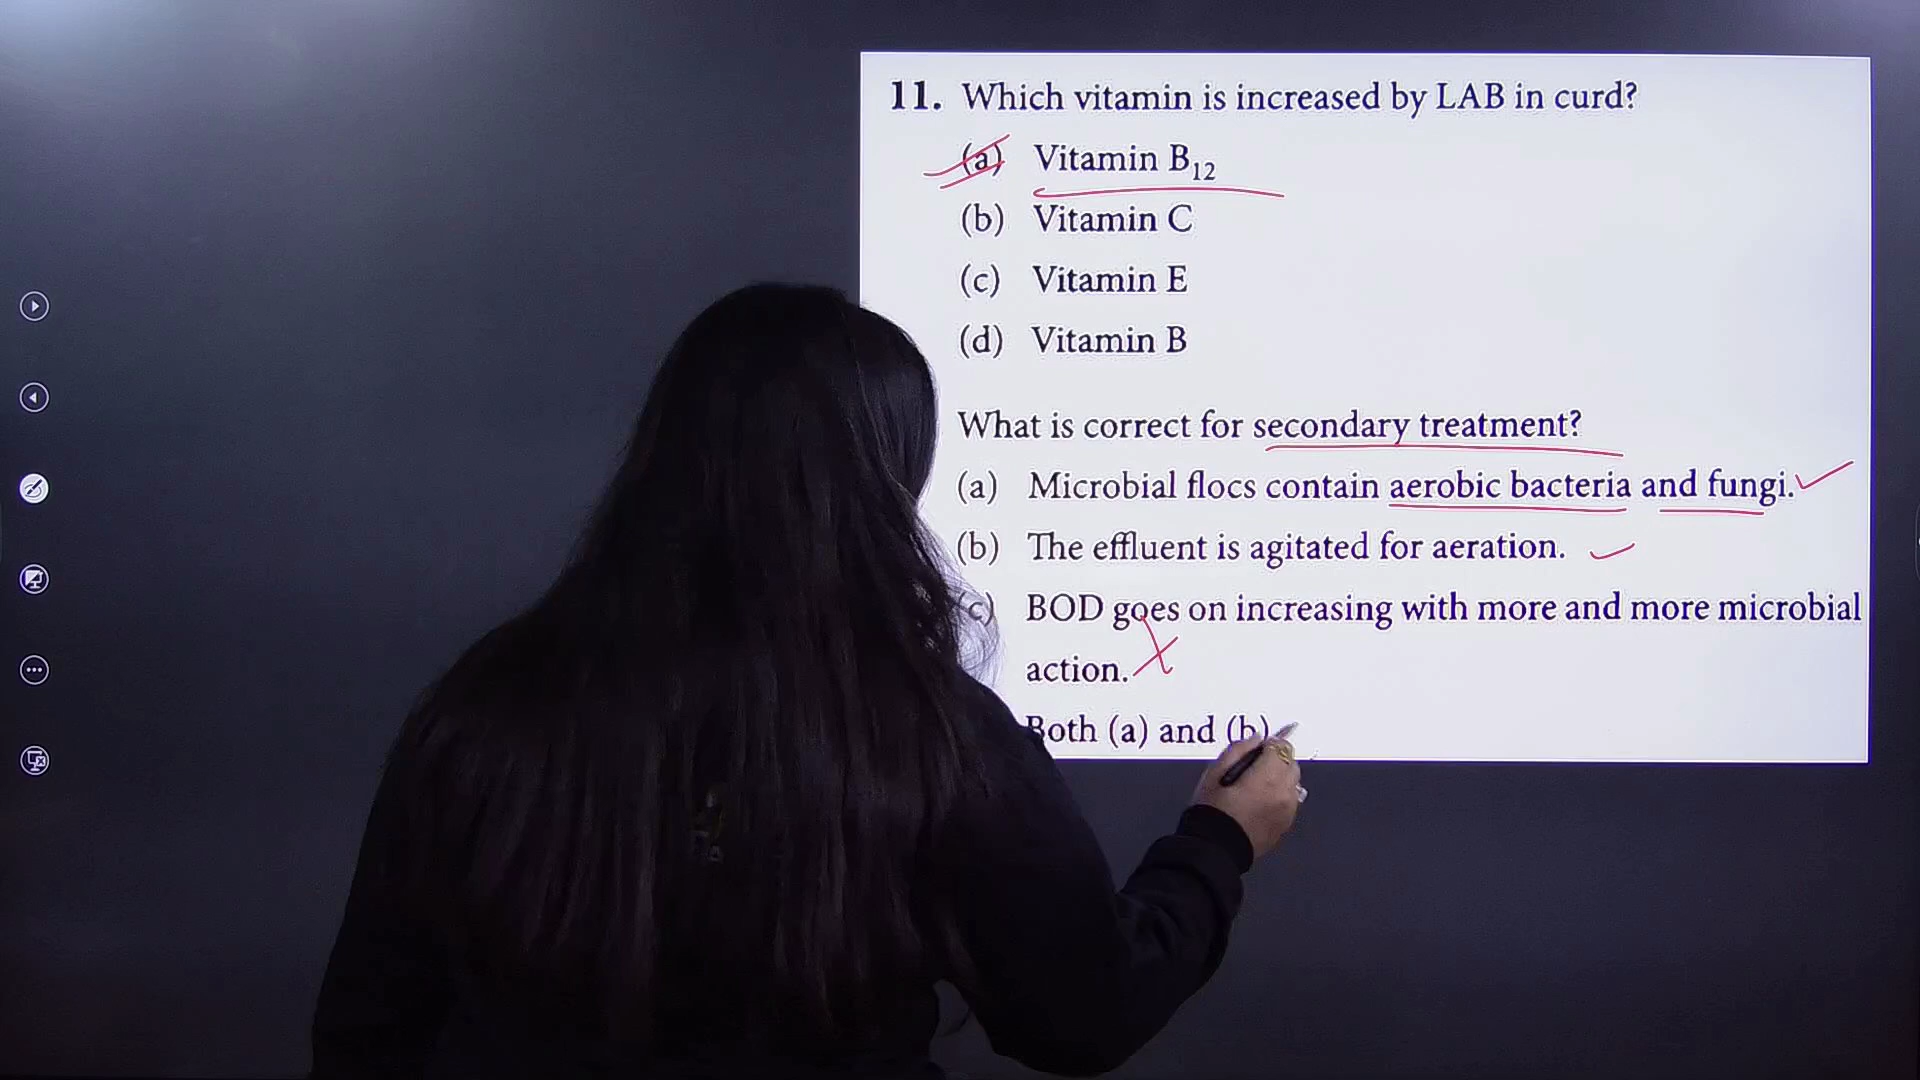 11. Which vitamin is increased by LAB in curd?
(a) Vitamin B12
(b) Vitamin C
(c) Vitamin E
(d) Vitamin B
What is correct for secondary treatment?
(a) Microbial flocs contain aerobic bacteria and fungi.
(b) The effluent is agitated for aeration.
(c) BOD goes on increasing with more and more microbial
action.
Both (a) and (b)